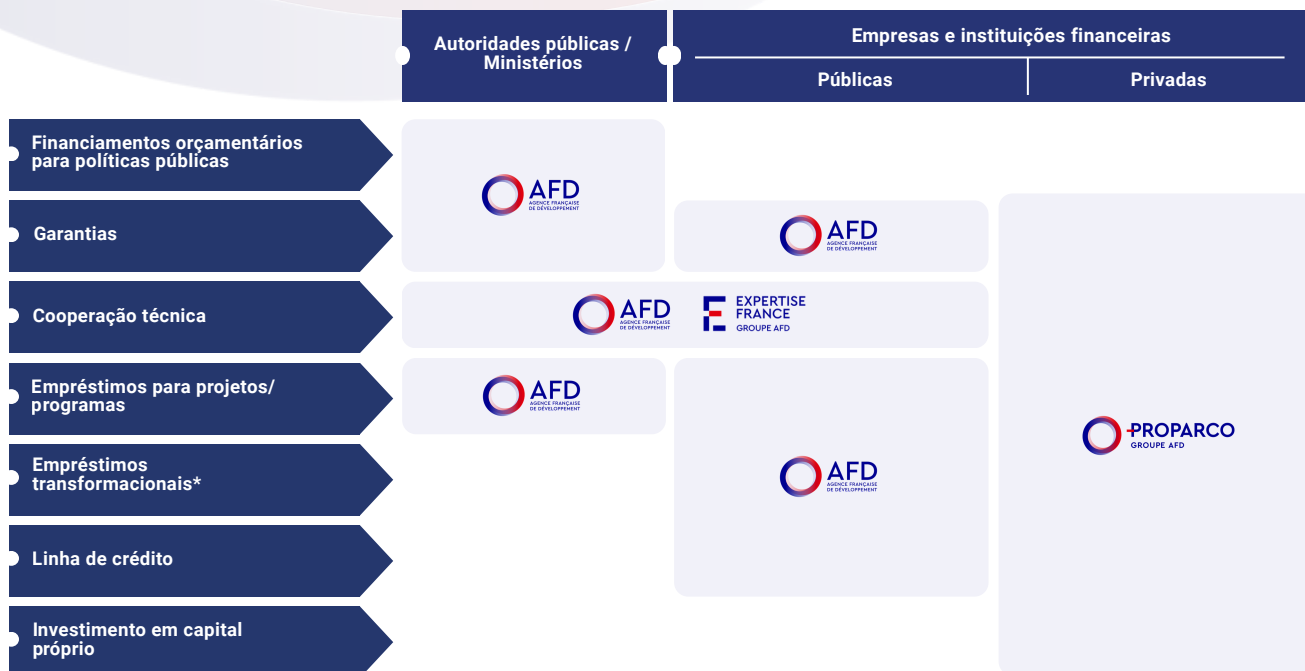 Autoridades públicas /
Ministérios
Empresas e instituições financeiras
Públicas
Privadas
Financiamentos orçamentários
para políticas públicas
AFD
AGENCE FRANÇAISE
DE DÉVELOPPEMENT
Garantias
AFD
AGENCE FRANÇAISE
DE DÉVELOPPEMENT
Cooperação técnica
AFD
AGENCE FRANÇAISE
DE DÉVELOPPEMENT
EXPERTISE
FRANCE
GROUPE AFD
Empréstimos para projetos/
programas
AFD
AGENCE FRANÇAISE
DE DÉVELOPPEMENT
PROPARCO
GROUPE AFD
Empréstimos
transformacionais*
AFD
AGENCE FRANÇAISE
DE DÉVELOPPEMENT
Linha de crédito
Investimento em capital
próprio